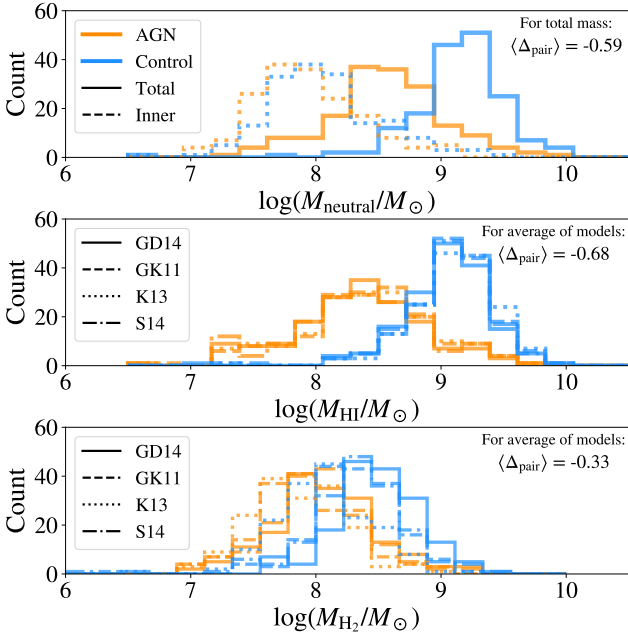 60
40
20
0
Count
AGN
Control
Total
Inner
For total mass:
⟨Δpair⟩ = -0.59
6 7 8 9 10
log(Mneutral/M⊙)
60
40
20
0
Count
GD14
GK11
K13
S14
For average of models:
⟨Δpair⟩ = -0.68
6 7 8 9 10
log(MHI/M⊙)
60
40
20
0
Count
GD14
GK11
K13
S14
For average of models:
⟨Δpair⟩ = -0.33
6 7 8 9 10
log(MH2/M⊙)